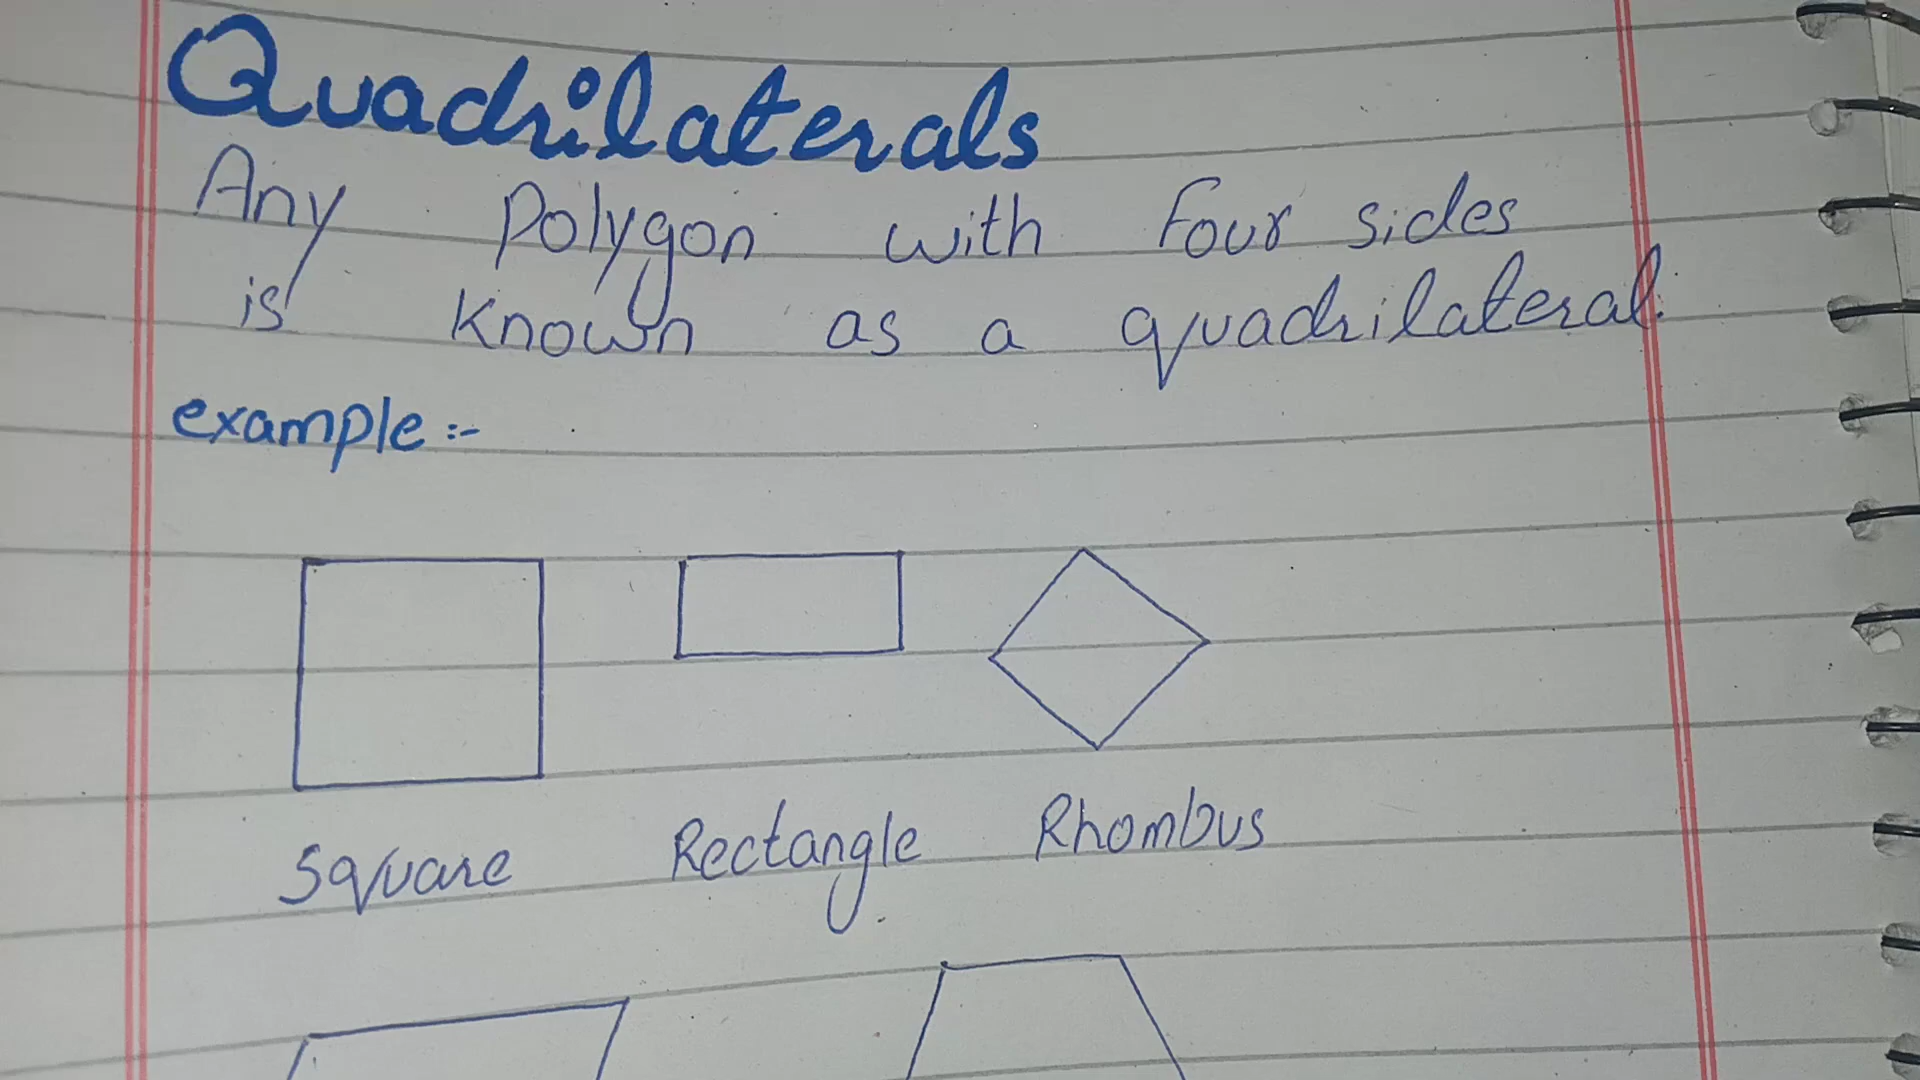 Quadrilaterals
Any Polygon with Four sides
is Known as a quadrilateral.
example :-
Square Rectangle Rhombus